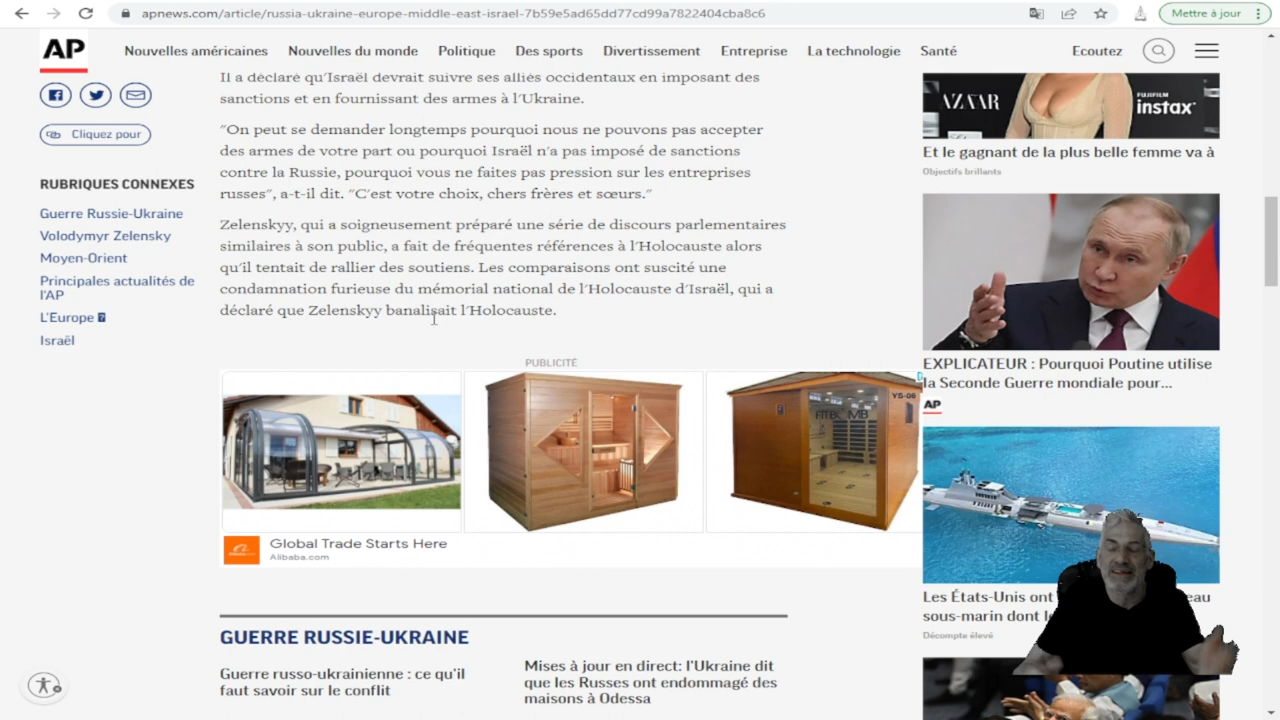 apnews.com/article/russia-ukraine-europe-middle-east-israel-7b59e5ad65dd77cd99a7822404cba8c6
Mettre à jour
AP
Nouvelles américaines
Nouvelles du monde
Politique
Des sports
Divertissement
Entreprise
La technologie
Santé
Ecoutez
Cliquez pour
RUBRIQUES CONNEXES
Guerre Russie-Ukraine
Volodymyr Zelensky
Moyen-Orient
Principales actualités de
l'AP
L'Europe
Israël
Il a déclaré qu'Israël devrait suivre ses alliés occidentaux en imposant des
sanctions et en fournissant des armes à l'Ukraine.
"On peut se demander longtemps pourquoi nous ne pouvons pas accepter
des armes de votre part ou pourquoi Israël n'a pas imposé de sanctions
contre la Russie, pourquoi vous ne faites pas pression sur les entreprises
russes", a-t-il dit. "C'est votre choix, chers frères et sœurs."
Zelenskyy, qui a soigneusement préparé une série de discours parlementaires
similaires à son public, a fait de fréquentes références à l'Holocauste alors
qu'il tentait de rallier des soutiens. Les comparaisons ont suscité une
condamnation furieuse du mémorial national de l'Holocauste d'Israël, qui a
déclaré que Zelenskyy banalisait l'Holocauste.
PUBLICITÉ
YS-06
Global Trade Starts Here
Alibaba.com
GUERRE RUSSIE-UKRAINE
Guerre russo-ukrainienne : ce qu'il
faut savoir sur le conflit
Mises à jour en direct: l'Ukraine dit
que les Russes ont endommagé des
maisons à Odessa
AZAAR
FUJIFILM
instax
Et le gagnant de la plus belle femme va à
Objectifs brillants
EXPLICATEUR : Pourquoi Poutine utilise
la Seconde Guerre mondiale pour...
AP
Les États-Unis ont
eau
sous-marin dont
Décompte élevé